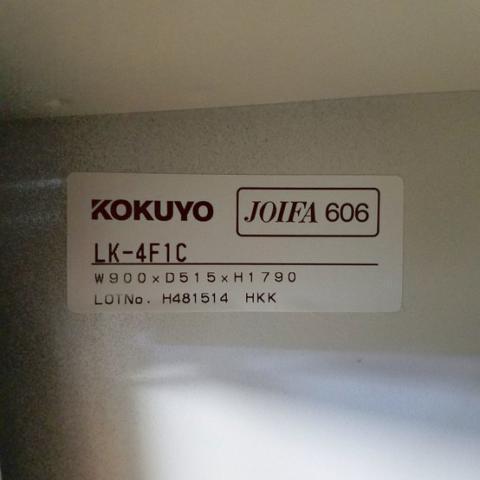 KOKUYO JOIFA 606
LK-4F1C
W900×D515×H1790
LOTNo. H481514 HKK